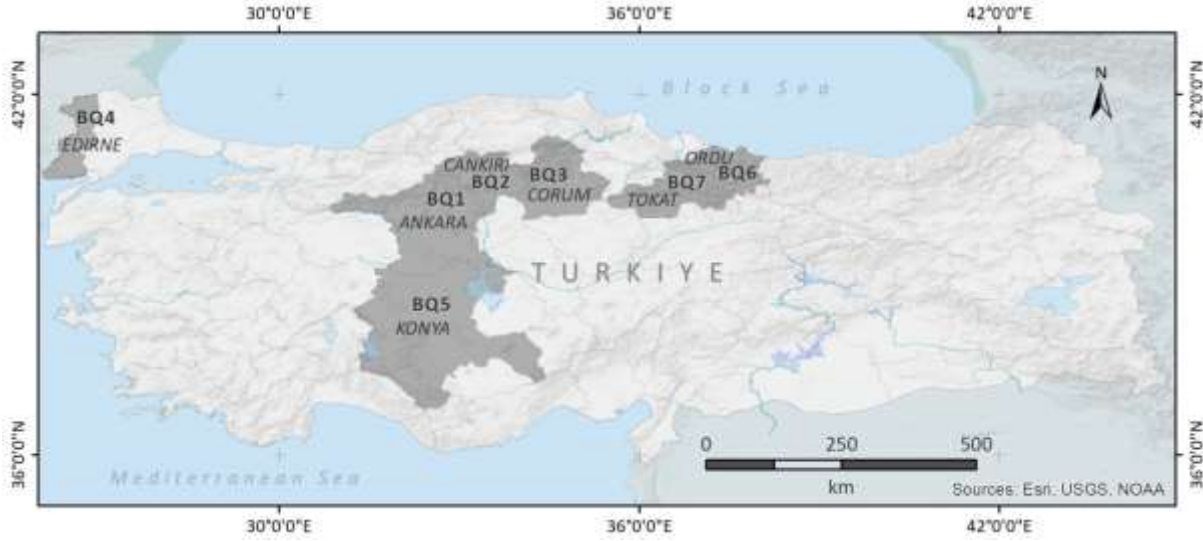 30°0'0"E 36°0'0"E 42°0'0"E
42°0'0"N 42°0'0"N
N
Black Sea
BQ4
EDIRNE
CANKIRI
BQ2
BQ3
CORUM
BQ1
ANKARA
ORDU
BQ6
BQ7
TOKAT
TURKIYE
BQ5
KONYA
0 250 500
km
36°0'0"N 36°0'0"N
Mediterranean Sea
Sources: Esri, USGS, NOAA
30°0'0"E 36°0'0"E 42°0'0"E